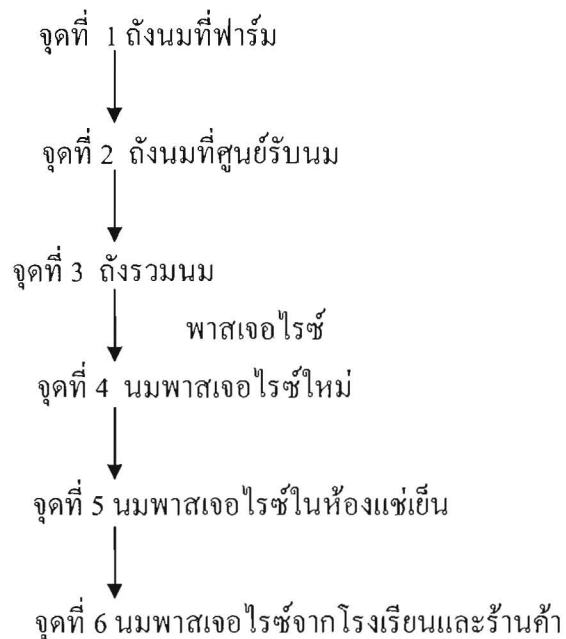 จุดที่ 1 ถังนมที่ฟาร์ม
จุดที่ 2 ถังนมที่ศูนย์รับนม
จุดที่ 3 ถังรวมนม
พาสเจอไรซ์
จุดที่ 4 นมพาสเจอไรซ์ใหม่
จุดที่ 5 นมพาสเจอไรซ์ในห้องแช่เย็น
จุดที่ 6 นมพาสเจอไรซ์จากโรงเรียนและร้านค้า